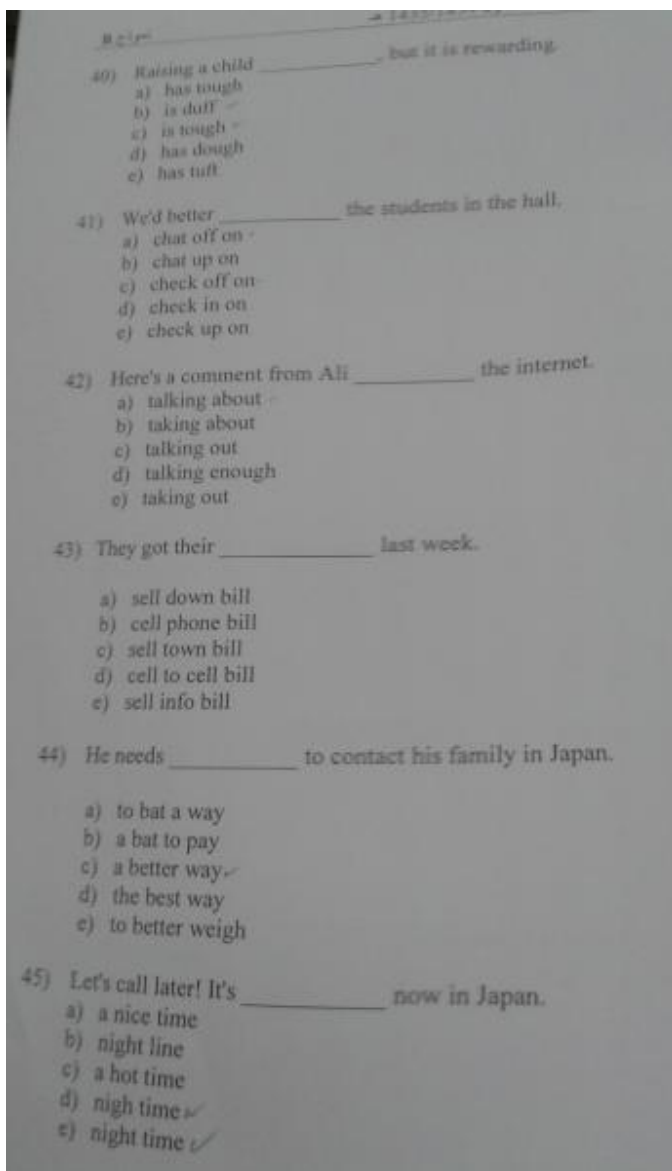 40) Raising a child ____________, but it is rewarding.
a) has tough
b) is duff
c) is tough
d) has dough
e) has tuft
41) We'd better ____________ the students in the hall.
a) chat off on
b) chat up on
c) check off on
d) check in on
e) check up on
42) Here's a comment from Ali ____________ the internet.
a) talking about
b) taking about
c) talking out
d) talking enough
e) taking out
43) They got their ____________ last week.
a) sell down bill
b) cell phone bill
c) sell town bill
d) cell to cell bill
e) sell info bill
44) He needs ____________ to contact his family in Japan.
a) to bat a way
b) a bat to pay
c) a better way
d) the best way
e) to better weigh
45) Let's call later! It's ____________ now in Japan.
a) a nice time
b) night line
c) a hot time
d) nigh time
e) night time